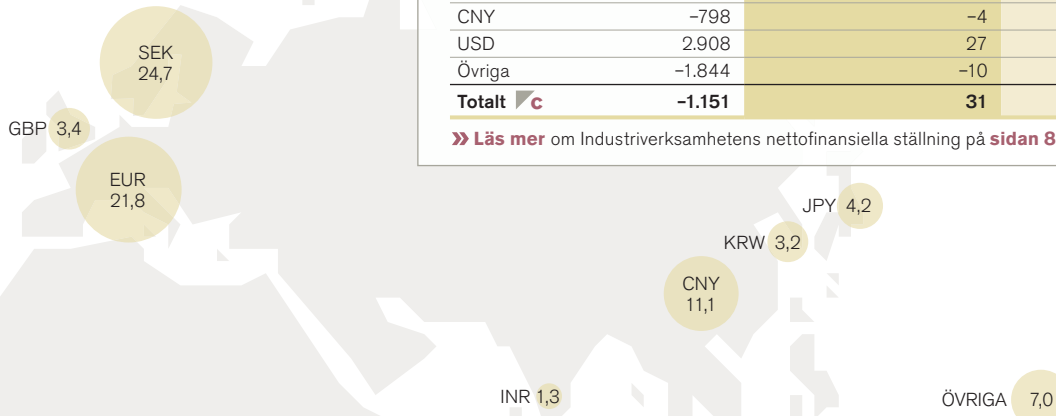 CNY –798 –4
USD 2.908 27
Övriga –1.844 –10
Totalt c –1.151 31
» Läs mer om Industriverksamhetens nettofinansiella ställning på sidan 8
SEK
24,7
GBP 3,4
EUR
21,8
JPY 4,2
KRW 3,2
CNY
11,1
INR 1,3
ÖVRIGA 7,0